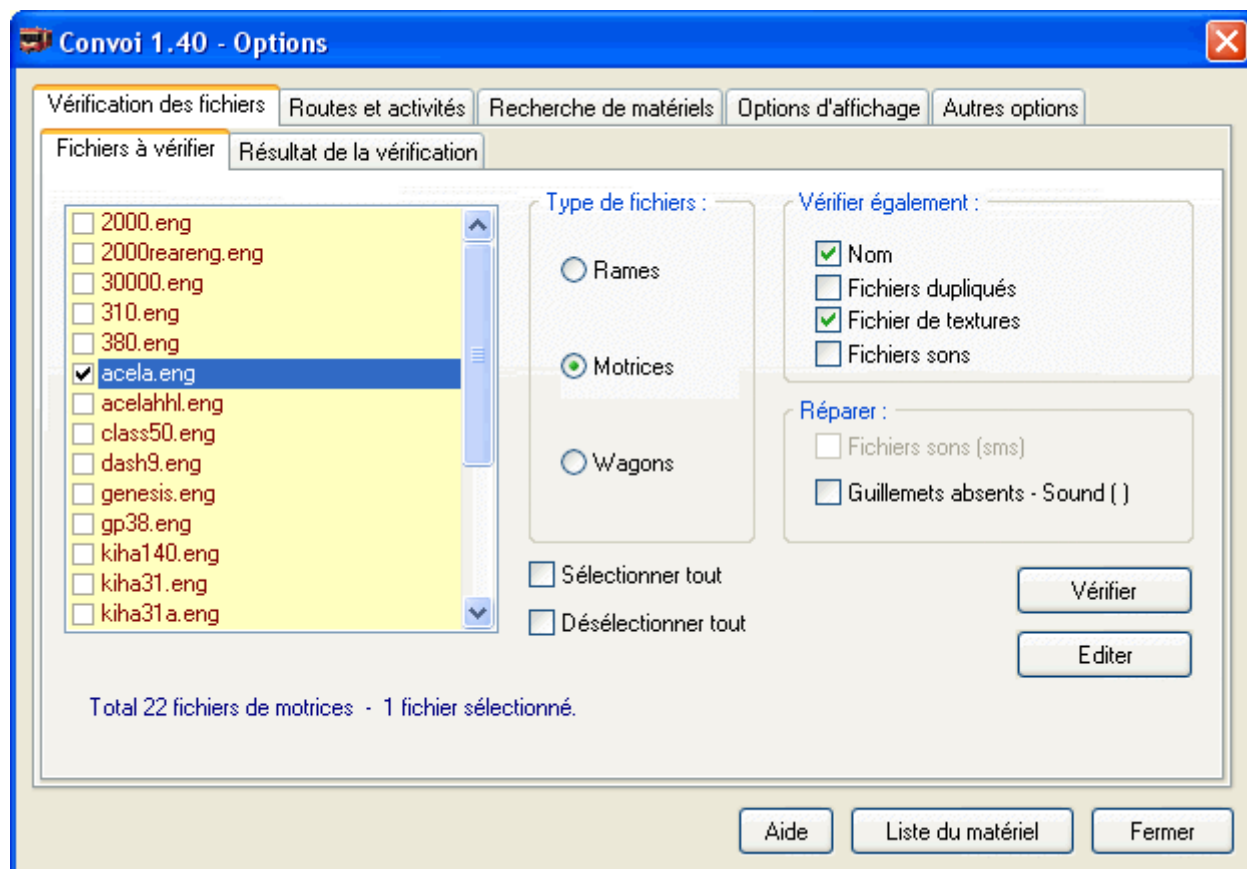 Convoi 1.40 - Options
Vérification des fichiers
Routes et activités
Recherche de matériels
Options d'affichage
Autres options
Fichiers à vérifier
Résultat de la vérification
2000.eng
2000reareng.eng
30000.eng
310.eng
380.eng
acela.eng
acelahhl.eng
class50.eng
dash9.eng
genesis.eng
gp38.eng
kiha140.eng
kiha31.eng
kiha31a.eng
Type de fichiers :
Rames
Motrices
Wagons
Sélectionner tout
Désélectionner tout
Vérifier également :
Nom
Fichiers dupliqués
Fichier de textures
Fichiers sons
Réparer :
Fichiers sons (sms)
Guillemets absents - Sound ( )
Vérifier
Editer
Total 22 fichiers de motrices - 1 fichier sélectionné.
Aide
Liste du matériel
Fermer